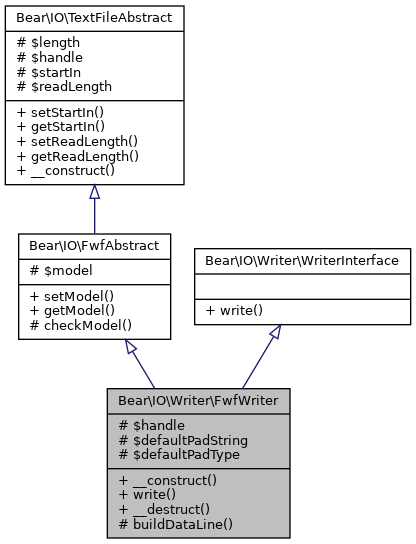 Bear\IO\TextFileAbstract
# $length
# $handle
# $startIn
# $readLength
+ setStartIn()
+ getStartIn()
+ setReadLength()
+ getReadLength()
+ __construct()
Bear\IO\FwfAbstract
# $model
+ setModel()
+ getModel()
# checkModel()
Bear\IO\Writer\WriterInterface
+ write()
Bear\IO\Writer\FwfWriter
# $handle
# $defaultPadString
# $defaultPadType
+ __construct()
+ write()
+ __destruct()
# buildDataLine()